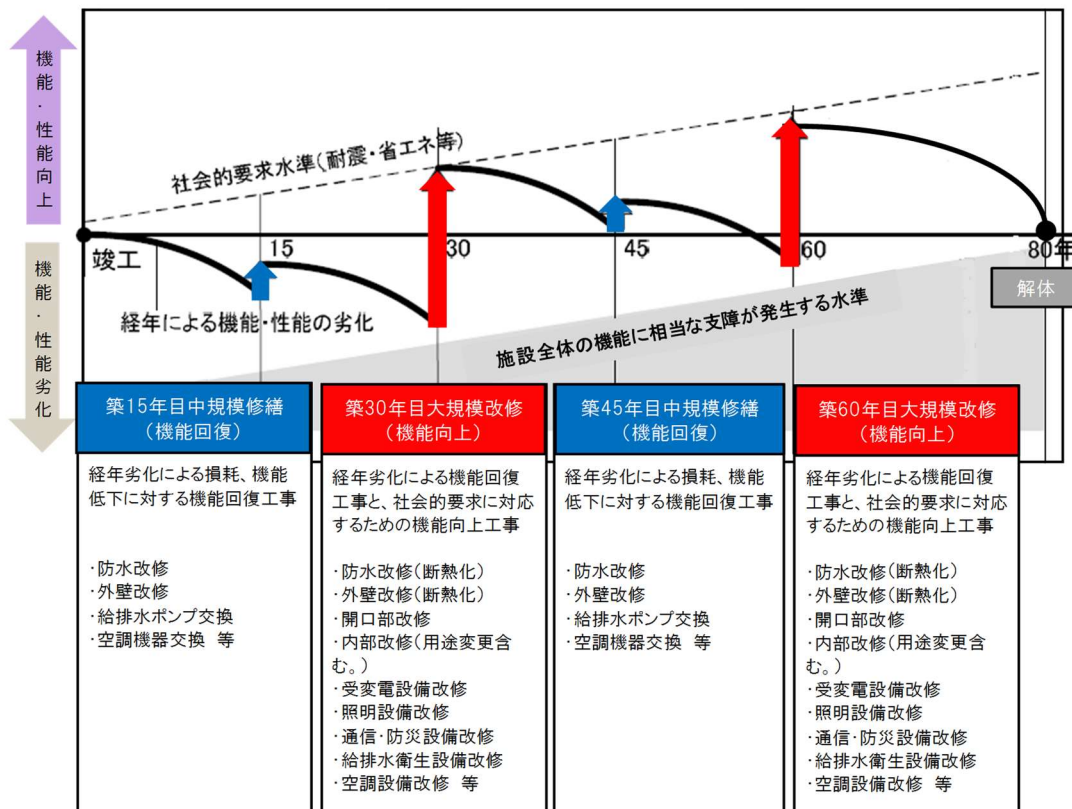 機能・性能向上
機能・性能劣化
社会的要求水準(耐震・省エネ等)
竣工
15
30
45
60
80年
解体
経年による機能・性能の劣化
施設全体の機能に相当な支障が発生する水準
築15年目中規模修繕
(機能回復)
経年劣化による損耗、機能
低下に対する機能回復工事
・防水改修
・外壁改修
・給排水ポンプ交換
・空調機器交換 等
築30年目大規模改修
(機能向上)
経年劣化による機能回復
工事と、社会的要求に対応
するための機能向上工事
・防水改修(断熱化)
・外壁改修(断熱化)
・開口部改修
・内部改修(用途変更含
む。)
・受変電設備改修
・照明設備改修
・通信・防災設備改修
・給排水衛生設備改修
・空調設備改修 等
築45年目中規模修繕
(機能回復)
経年劣化による損耗、機能
低下に対する機能回復工事
・防水改修
・外壁改修
・給排水ポンプ交換
・空調機器交換 等
築60年目大規模改修
(機能向上)
経年劣化による機能回復
工事と、社会的要求に対応
するための機能向上工事
・防水改修(断熱化)
・外壁改修(断熱化)
・開口部改修
・内部改修(用途変更含
む。)
・受変電設備改修
・照明設備改修
・通信・防災設備改修
・給排水衛生設備改修
・空調設備改修 等